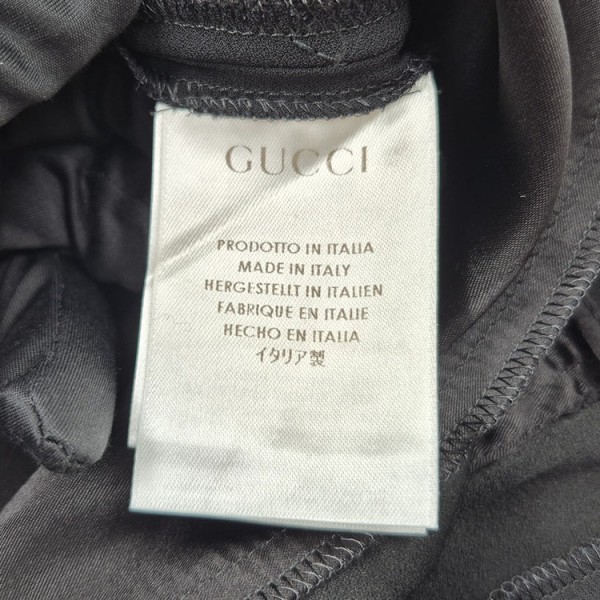 GUCCI
PRODOTTO IN ITALIA
MADE IN ITALY
HERGESTELLT IN ITALIEN
FABRIQUE EN ITALIE
HECHO EN ITALIA
イタリア製